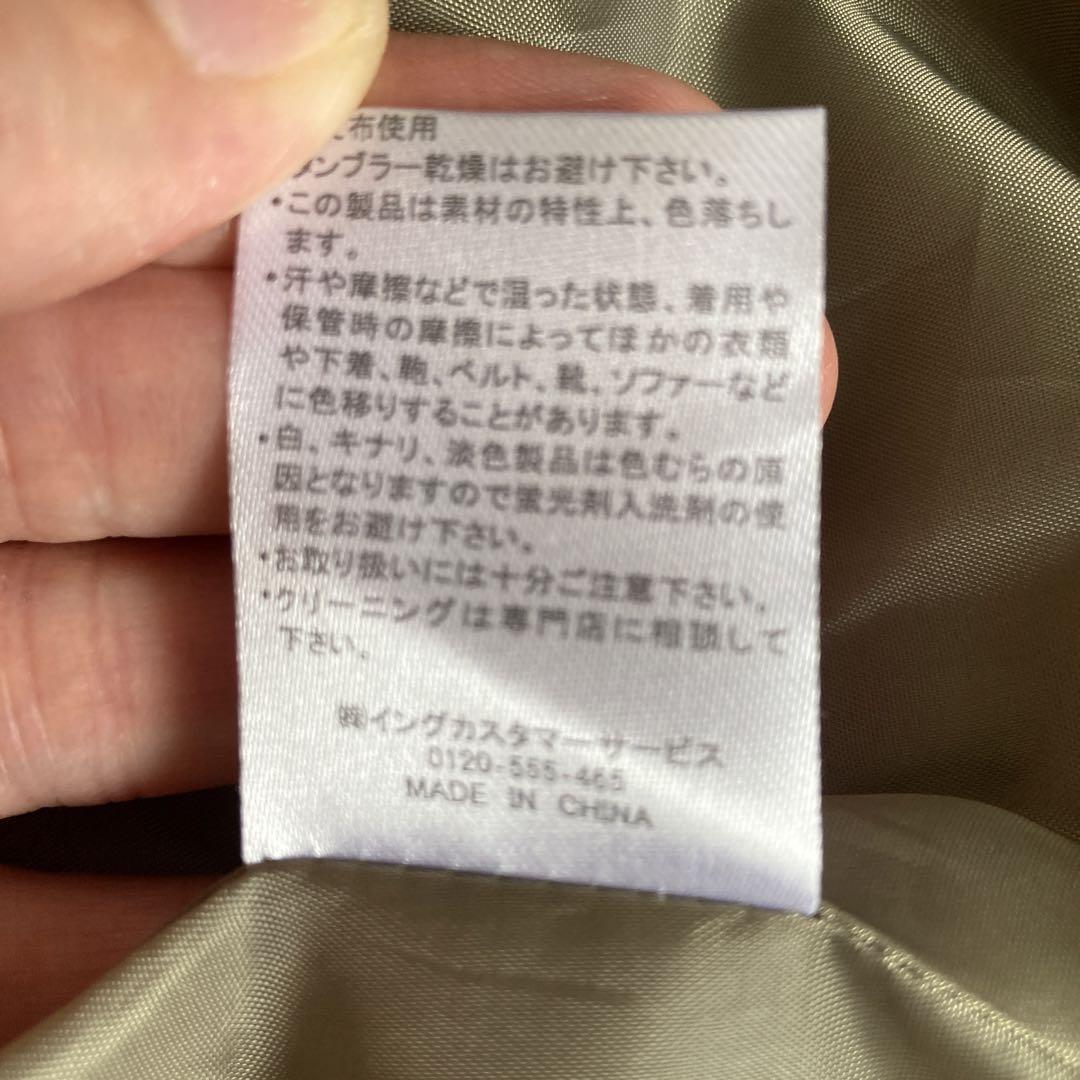 布使用
タンブラー乾燥はお避け下さい。
・この製品は素材の特性上、色落ちし
ます。
・汗や摩擦などで湿った状態、着用や
保管時の摩擦によってほかの衣類
や下着、鞄、ベルト、靴、ソファーなど
に色移りすることがあります。
・白、キナリ、淡色製品は色むらの原
因となりますので蛍光剤入洗剤の使
用をお避け下さい。
・お取り扱いには十分ご注意下さい。
・クリーニングは専門店に相談して
下さい。
㈱イングカスタマーサービス
0120-555-465
MADE IN CHINA